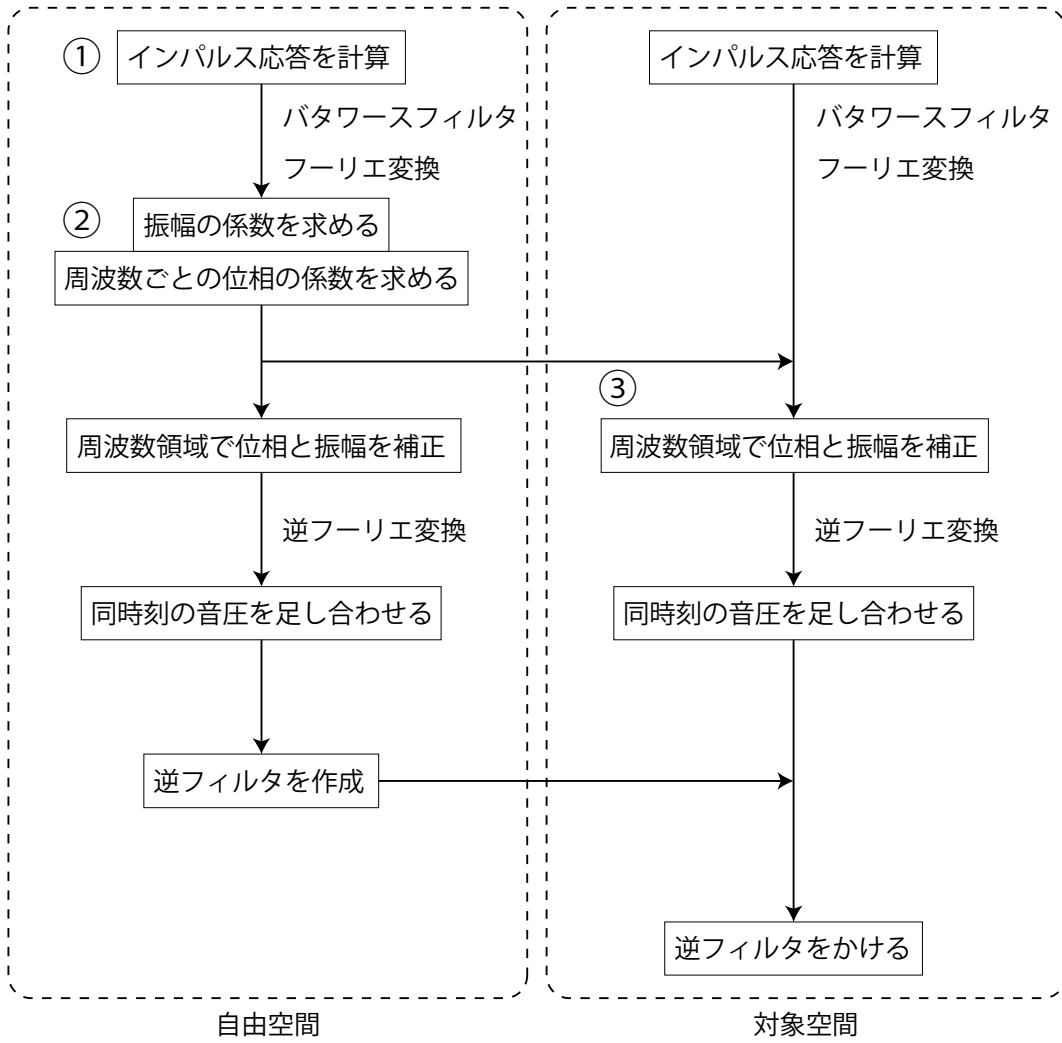 ①
インパルス応答を計算
バタワースフィルタ
フーリエ変換
②
振幅の係数を求める
周波数ごとの位相の係数を求める
周波数領域で位相と振幅を補正
逆フーリエ変換
同時刻の音圧を足し合わせる
逆フィルタを作成
自由空間
インパルス応答を計算
バタワースフィルタ
フーリエ変換
③
周波数領域で位相と振幅を補正
逆フーリエ変換
同時刻の音圧を足し合わせる
逆フィルタをかける
対象空間